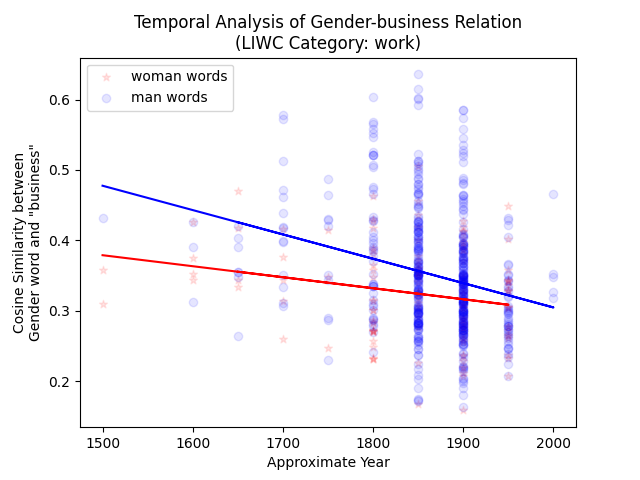 Temporal Analysis of Gender-business Relation
(LIWC Category: work)
woman words
man words
0.6
0.5
0.4
0.3
0.2
Cosine Similarity between
Gender word and "business"
1500 1600 1700 1800 1900 2000
Approximate Year